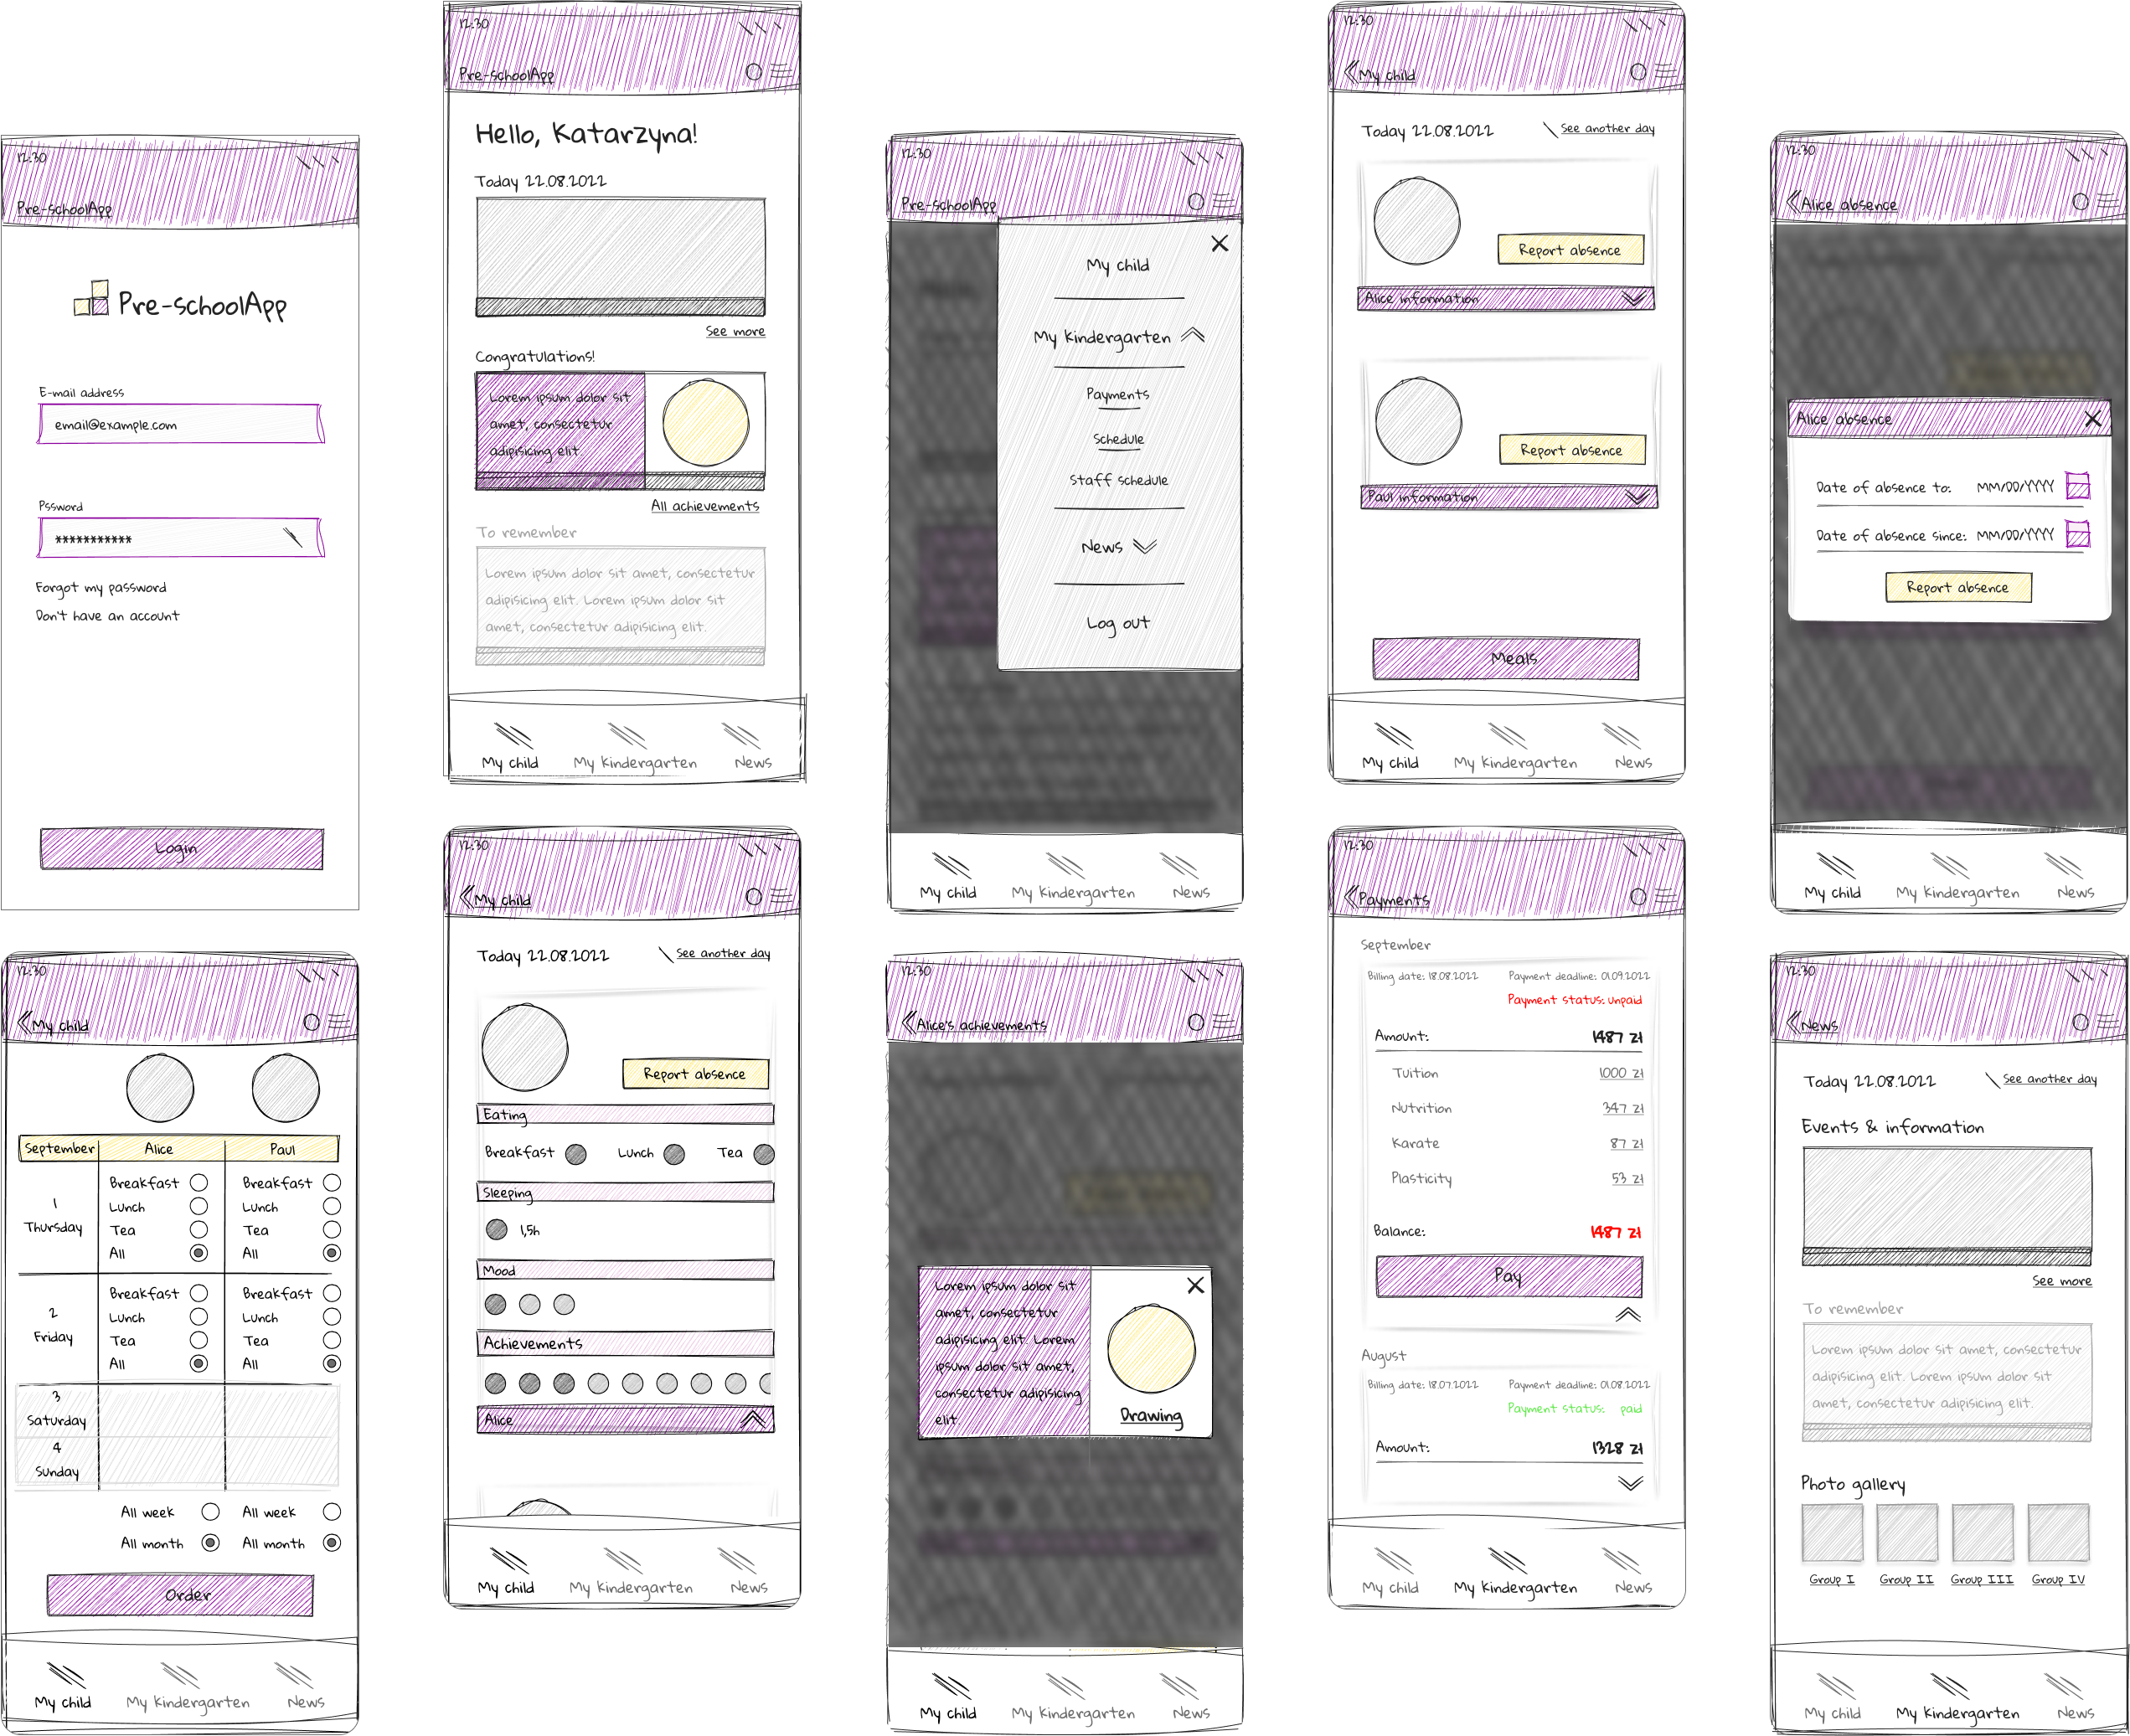 12:30
Pre-schoolApp
Pre-schoolApp
E-mail address
email@example.com
Pssword
***********
Forgot my password
Don't have an account
Login
12:30
Pre-schoolApp
Hello, Katarzyna!
Today 22.08.2022
See more
Congratulations!
Lorem ipsum dolor sit
amet, consectetur
adipisicing elit.
All achievements
To remember
Lorem ipsum dolor sit amet, consectetur
adipisicing elit. Lorem ipsum dolor sit
amet, consectetur adipisicing elit.
My child My kindergarten News
12:30
Pre-schoolApp
My child
My kindergarten
Payments
Schedule
Staff schedule
News
Log out
My child My kindergarten News
12:30
My child
Today 22.08.2022 See another day
Report absence
Alice information
Report absence
Paul information
Meals
My child My kindergarten News
12:30
Alice absence
Alice absence
Date of absence to: MM/DD/YYYY
Date of absence since: MM/DD/YYYY
Report absence
My child My kindergarten News
12:30
My child
September Alice Paul
1
Thursday
Breakfast Breakfast
Lunch Lunch
Tea Tea
All All
2
Friday
Breakfast Breakfast
Lunch Lunch
Tea Tea
All All
3
Saturday
4
Sunday
All week All week
All month All month
Order
My child My kindergarten News
12:30
My child
Today 22.08.2022 See another day
Report absence
Eating
Breakfast Lunch Tea
Sleeping
1,5h
Mood
Achievements
Alice
My child My kindergarten News
12:30
Alice's achievements
Lorem ipsum dolor sit
amet, consectetur
adipisicing elit. Lorem
ipsum dolor sit amet,
consectetur adipisicing
elit.
Drawing
My child My kindergarten News
12:30
Payments
September
Billing date: 18.08.2022 Payment deadline: 01.09.2022
Payment status: unpaid
Amount: 1487 zł
Tuition 1000 zł
Nutrition 347 zł
Karate 87 zł
Plasticity 53 zł
Balance: 1487 zł
Pay
August
Billing date: 18.07.2022 Payment deadline: 01.08.2022
Payment status: paid
Amount: 1328 zł
My child My kindergarten News
12:30
News
Today 22.08.2022 See another day
Events & information
See more
To remember
Lorem ipsum dolor sit amet, consectetur
adipisicing elit. Lorem ipsum dolor sit
amet, consectetur adipisicing elit.
Photo gallery
Group I Group II Group III Group IV
My child My kindergarten News